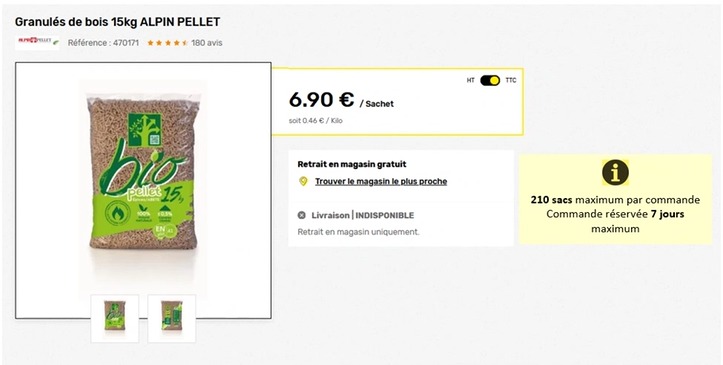 Granulés de bois 15kg ALPIN PELLET
ALPIN PELLET
Référence : 470171
180 avis
HT
TTC
6.90 € / Sachet
soit 0.46 € / Kilo
bio
pellet
15
100%
EN
Retrait en magasin gratuit
Trouver le magasin le plus proche
Livraison | INDISPONIBLE
Retrait en magasin uniquement.
i
210 sacs maximum par commande
Commande réservée 7 jours
maximum